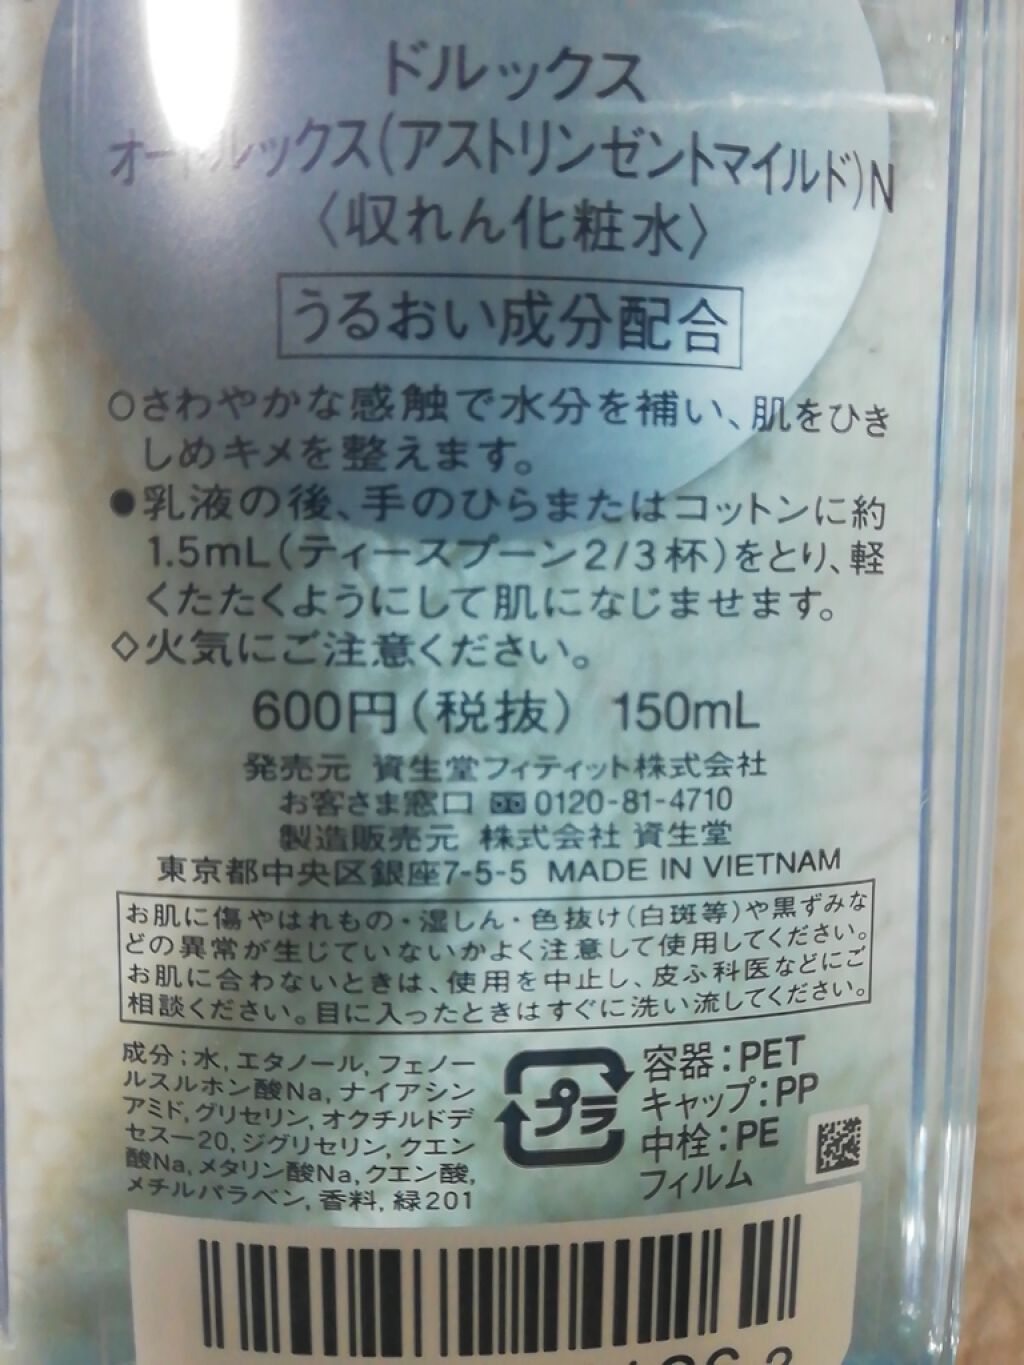 ドルックス
オードルックス(アストリンゼントマイルド)N
〈収れん化粧水〉
うるおい成分配合
○さわやかな感触で水分を補い、肌をひき
しめキメを整えます。
●乳液の後、手のひらまたはコットンに約
1.5mL(ティースプーン2/3杯)をとり、軽
くたたくようにして肌になじませます。
◇火気にご注意ください。
600円(税抜) 150mL
発売元 資生堂フィティット株式会社
お客さま窓口 0120-81-4710
製造販売元 株式会社 資生堂
東京都中央区銀座7-5-5 MADE IN VIETNAM
お肌に傷やはれもの・湿しん・色抜け(白斑等)や黒ずみな
どの異常が生じていないかよく注意して使用してください。
お肌に合わないときは、使用を中止し、皮ふ科医などにご
相談ください。目に入ったときはすぐに洗い流してください。
成分;水,エタノール,フェノー
ルスルホン酸Na,ナイアシン
アミド,グリセリン,オクチルドデ
セス-20,ジグリセリン,クエン
酸Na,メタリン酸Na,クエン酸,
メチルパラベン,香料,緑201
プラ
容器:PET
キャップ:PP
中栓:PE
フィルム